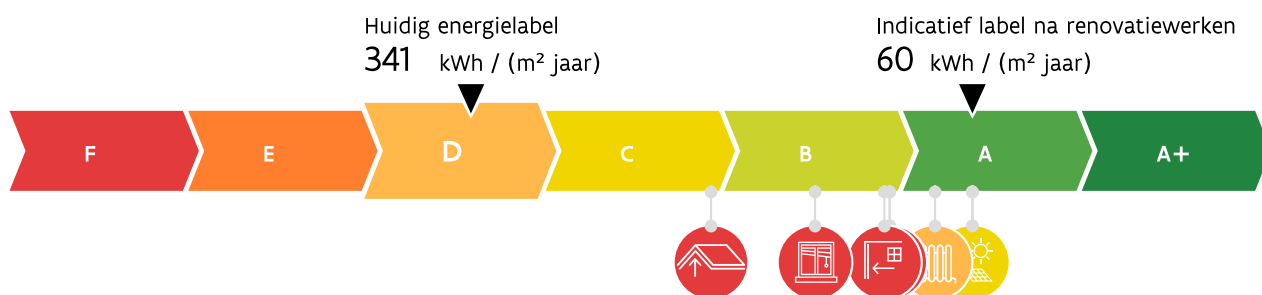 Huidig energielabel
341 kWh / (m² jaar)
Indicatief label na renovatiewerken
60 kWh / (m² jaar)
F E D C B A A+